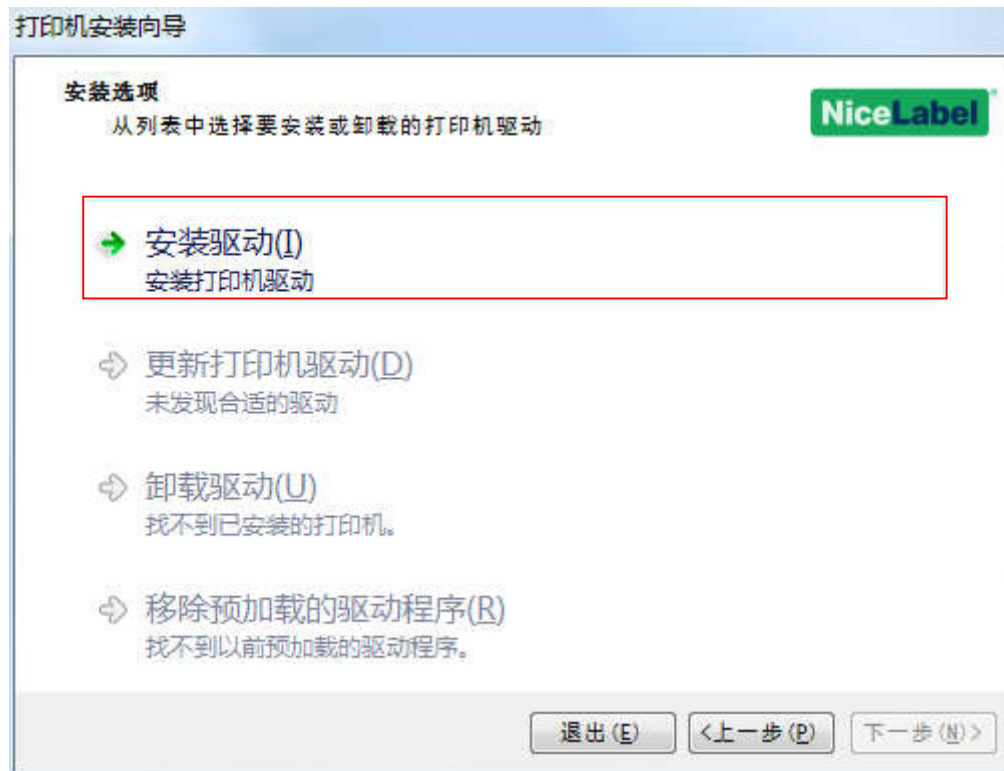 打印机安装向导
安装选项
从列表中选择要安装或卸载的打印机驱动
NiceLabel
安装驱动(I)
安装打印机驱动
更新打印机驱动(D)
未发现合适的驱动
卸载驱动(U)
找不到已安装的打印机。
移除预加载的驱动程序(R)
找不到以前预加载的驱动程序。
退出(E) <上一步(P) 下一步(N)>